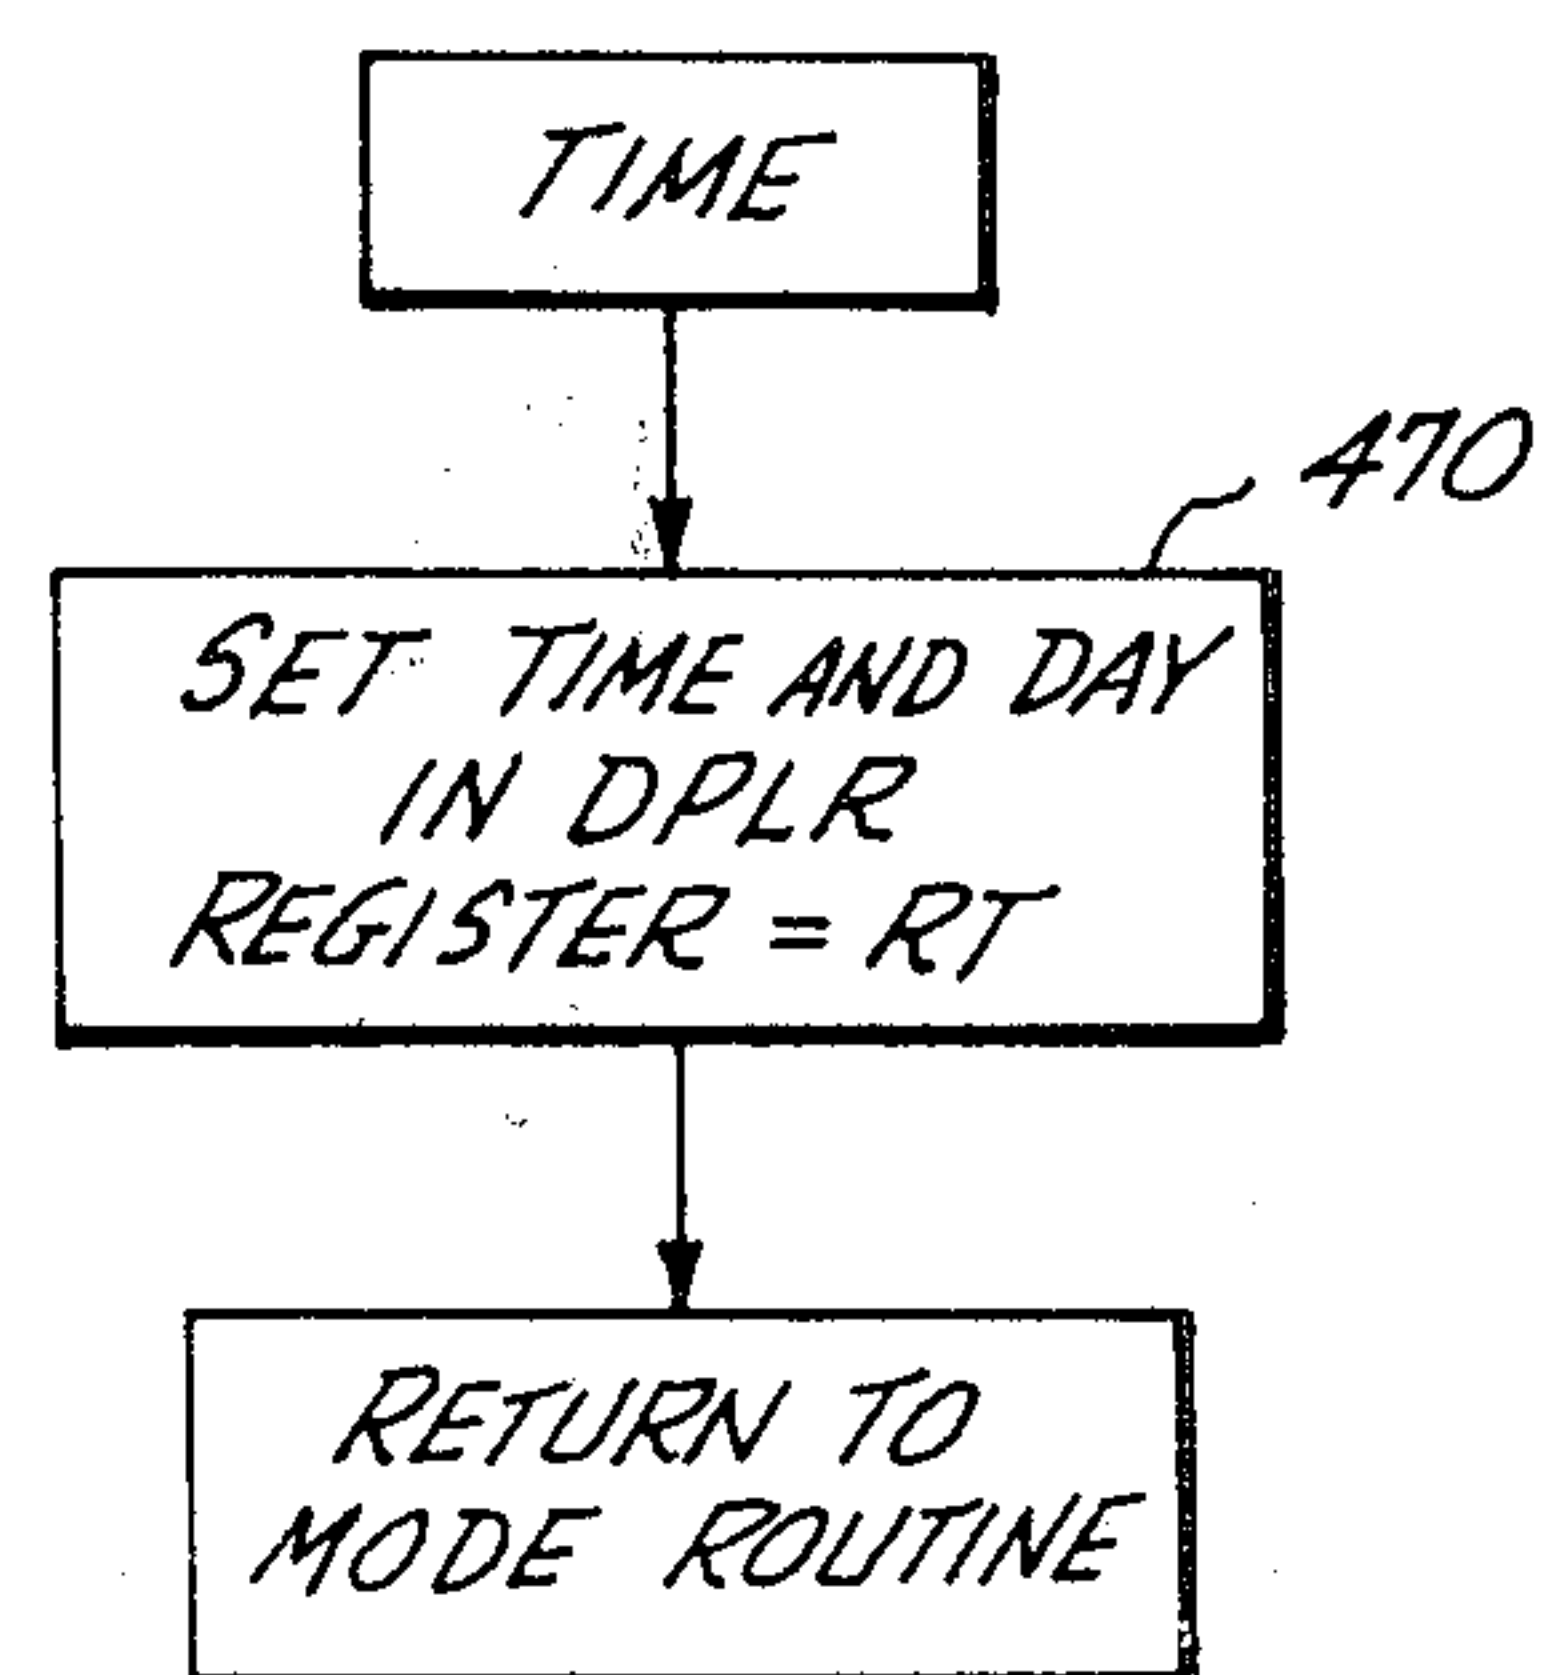 TIME
470
SET TIME AND DAY
IN DPLR
REGISTER = RT
RETURN TO
MODE ROUTINE